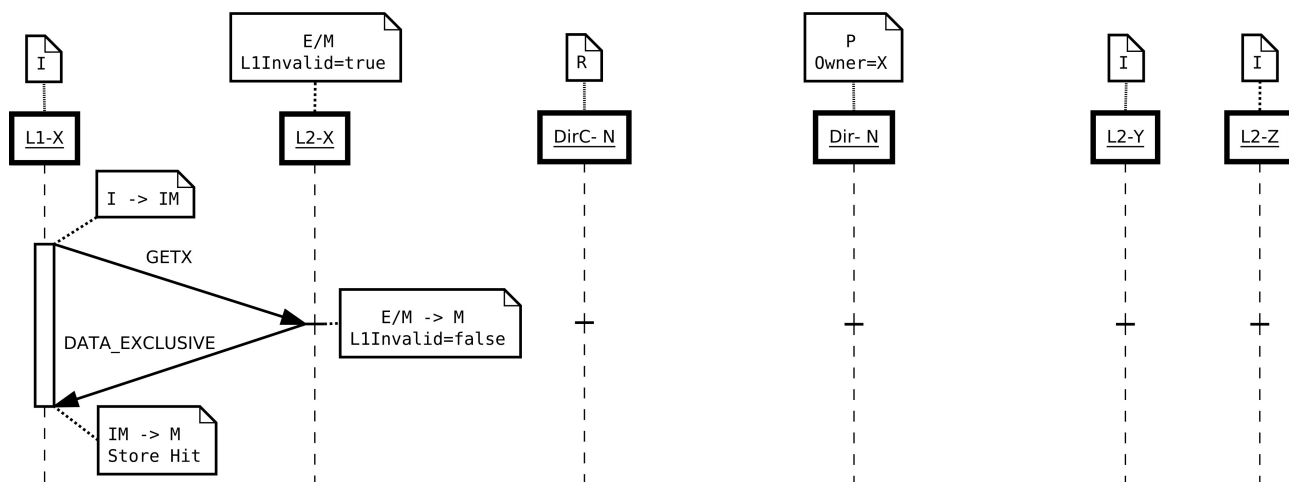 I
E/M
L1Invalid=true
R
P
Owner=X
I
I
L1-X
L2-X
DirC- N
Dir- N
L2-Y
L2-Z
I -> IM
GETX
E/M -> M
L1Invalid=false
DATA_EXCLUSIVE
IM -> M
Store Hit